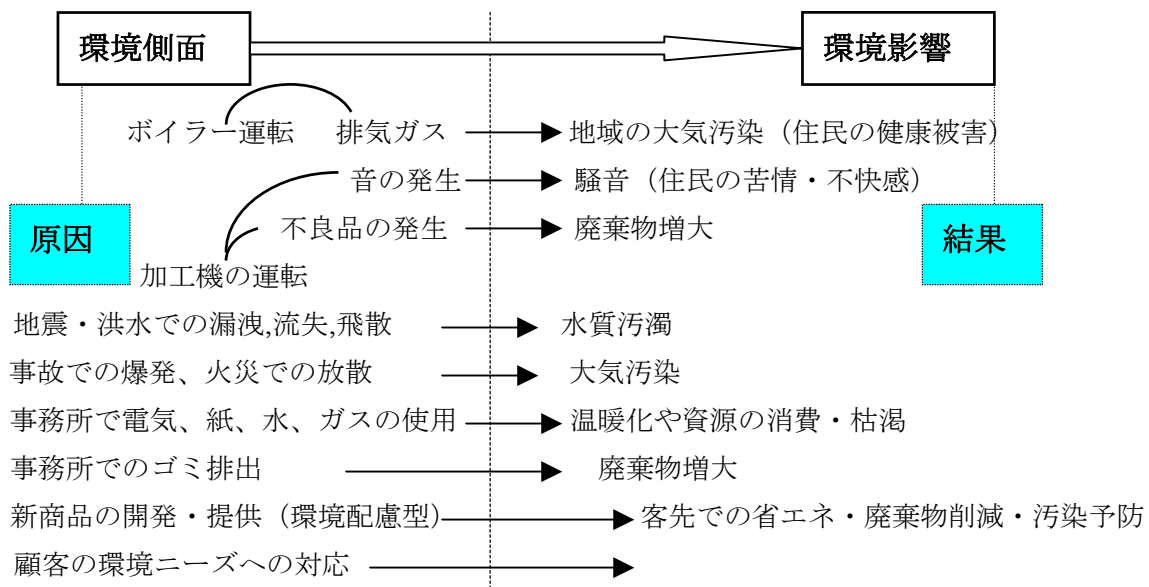 環境側面 環境影響
ボイラー運転 排気ガス 地域の大気汚染（住民の健康被害）
音の発生 騒音（住民の苦情・不快感）
原因 不良品の発生 廃棄物増大 結果
加工機の運転
地震・洪水での漏洩,流失,飛散 水質汚濁
事故での爆発、火災での放散 大気汚染
事務所で電気、紙、水、ガスの使用 温暖化や資源の消費・枯渇
事務所でのゴミ排出 廃棄物増大
新商品の開発・提供（環境配慮型） 客先での省エネ・廃棄物削減・汚染予防
顧客の環境ニーズへの対応